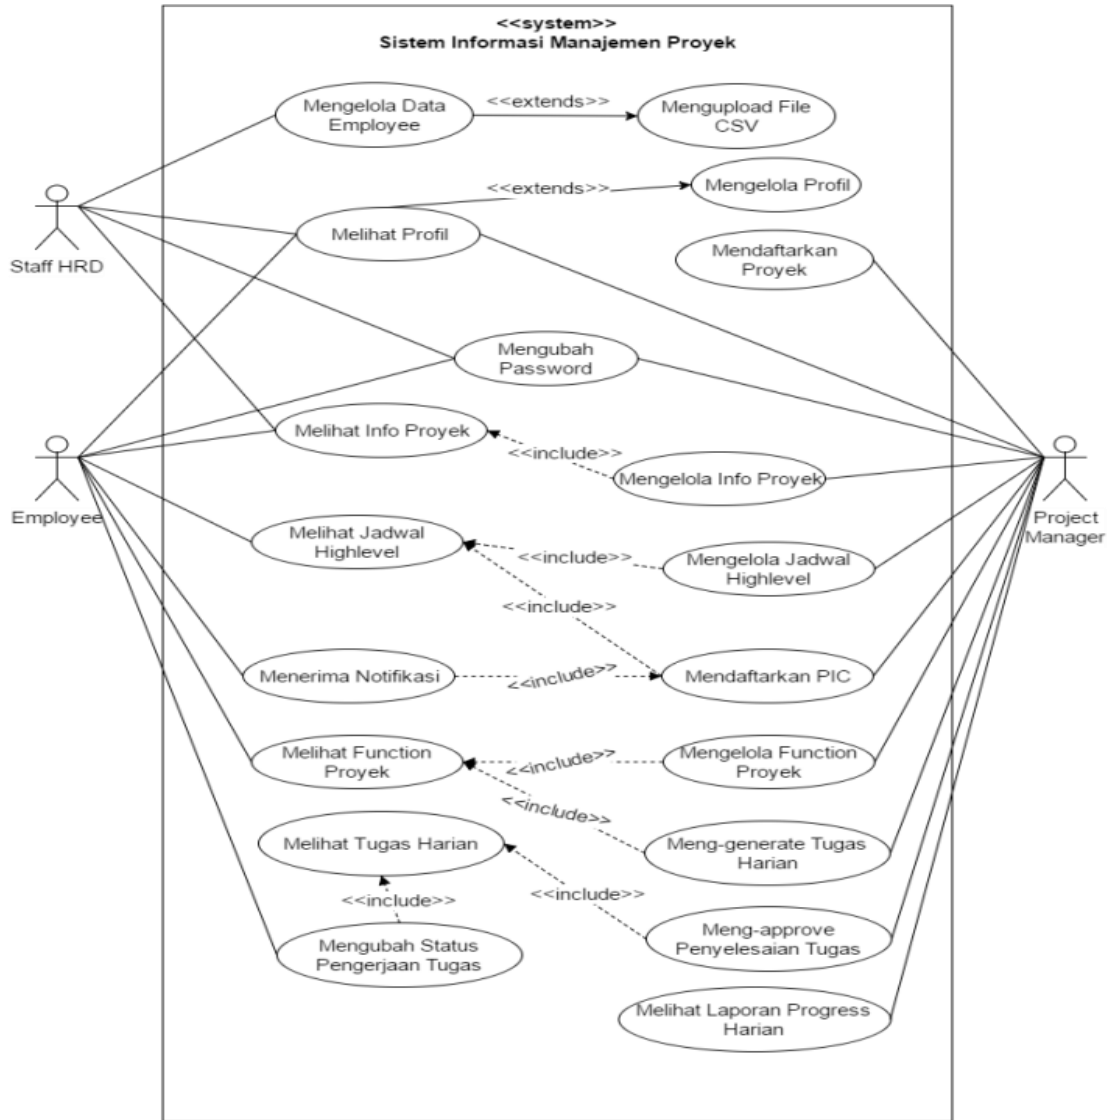 <<system>>
Sistem Informasi Manajemen Proyek
Mengelola Data
Employee
<<extends>>
Mengupload File
CSV
<<extends>>
Mengelola Profil
Staff HRD
Melihat Profil
Mendaftarkan
Proyek
Mengubah
Password
Melihat Info Proyek
<<include>>
Mengelola Info Proyek
Employee
Project
Manager
Melihat Jadwal
Highlevel
<<include>>
Mengelola Jadwal
Highlevel
<<include>>
Menerima Notifikasi
<<include>>
Mendaftarkan PIC
Melihat Function
Proyek
<<include>>
Mengelola Function
Proyek
<<include>>
Melihat Tugas Harian
Meng-generate Tugas
Harian
<<include>>
<<include>>
Mengubah Status
Pengerjaan Tugas
Meng-approve
Penyelesaian Tugas
Melihat Laporan Progress
Harian